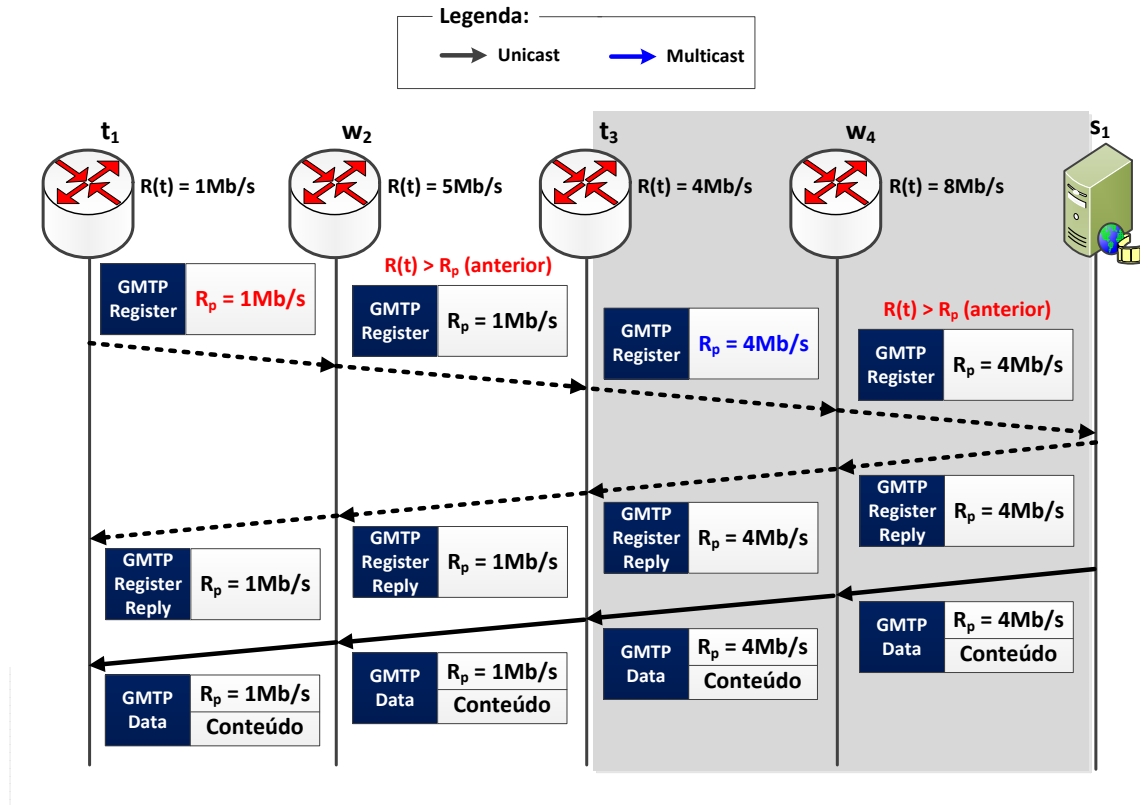 Legenda:
Unicast
Multicast
t1
w2
t3
w4
s1
R(t) = 1Mb/s
R(t) = 5Mb/s
R(t) = 4Mb/s
R(t) = 8Mb/s
GMTP
Register
Rp = 1Mb/s
R(t) > Rp (anterior)
GMTP
Register
Rp = 1Mb/s
GMTP
Register
Rp = 4Mb/s
R(t) > Rp (anterior)
GMTP
Register
Rp = 4Mb/s
GMTP
Register
Reply
Rp = 4Mb/s
GMTP
Register
Reply
Rp = 4Mb/s
GMTP
Register
Reply
Rp = 1Mb/s
GMTP
Register
Reply
Rp = 1Mb/s
GMTP
Data
Rp = 4Mb/s
Conteúdo
GMTP
Data
Rp = 4Mb/s
Conteúdo
GMTP
Data
Rp = 1Mb/s
Conteúdo
GMTP
Data
Rp = 1Mb/s
Conteúdo